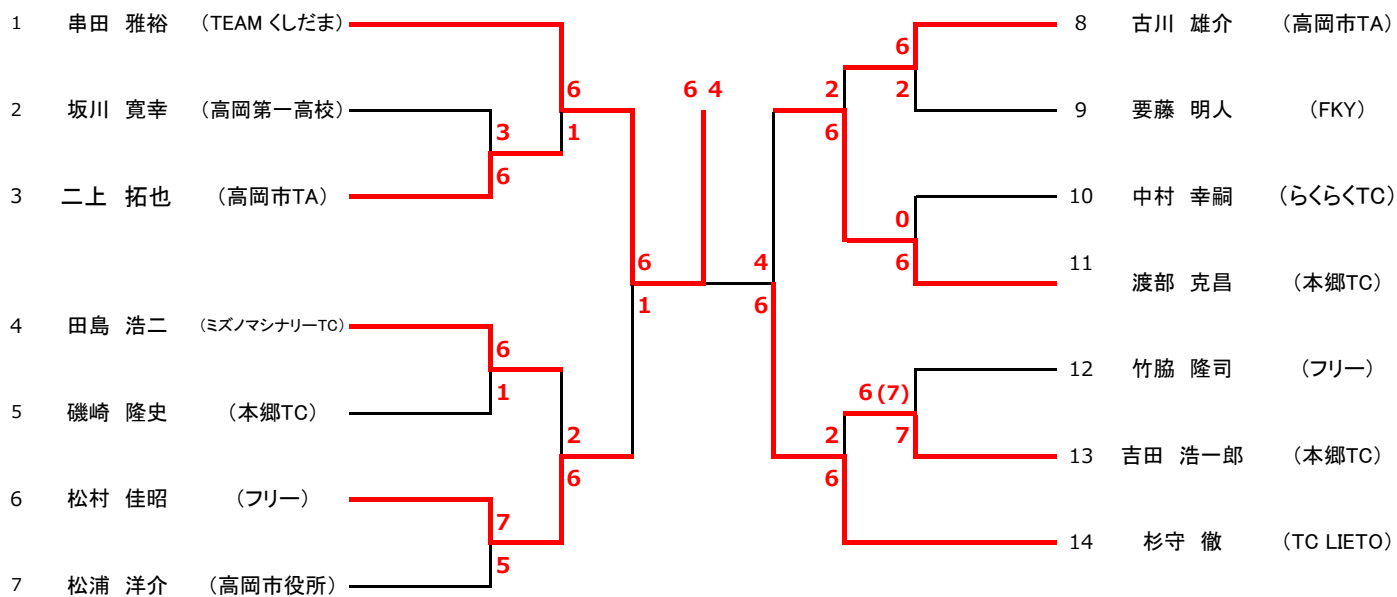 1 串田 雅裕 （TEAM くしだま）
2 坂川 寛幸 （高岡第一高校）
3 二上 拓也 （高岡市TA）
4 田島 浩二 （ミズノマシナリーTC）
5 磯崎 隆史 （本郷TC）
6 松村 佳昭 （フリー）
7 松浦 洋介 （高岡市役所）
3
6
6
1
7
5
6
1
2
6
6
1
6 4
4
6
2
6
2
6
6
2
0
6
6(7)
7
8 古川 雄介 （高岡市TA）
9 要藤 明人 （FKY）
10 中村 幸嗣 （らくらくTC）
11 渡部 克昌 （本郷TC）
12 竹脇 隆司 （フリー）
13 吉田 浩一郎 （本郷TC）
14 杉守 徹 （TC LIETO）